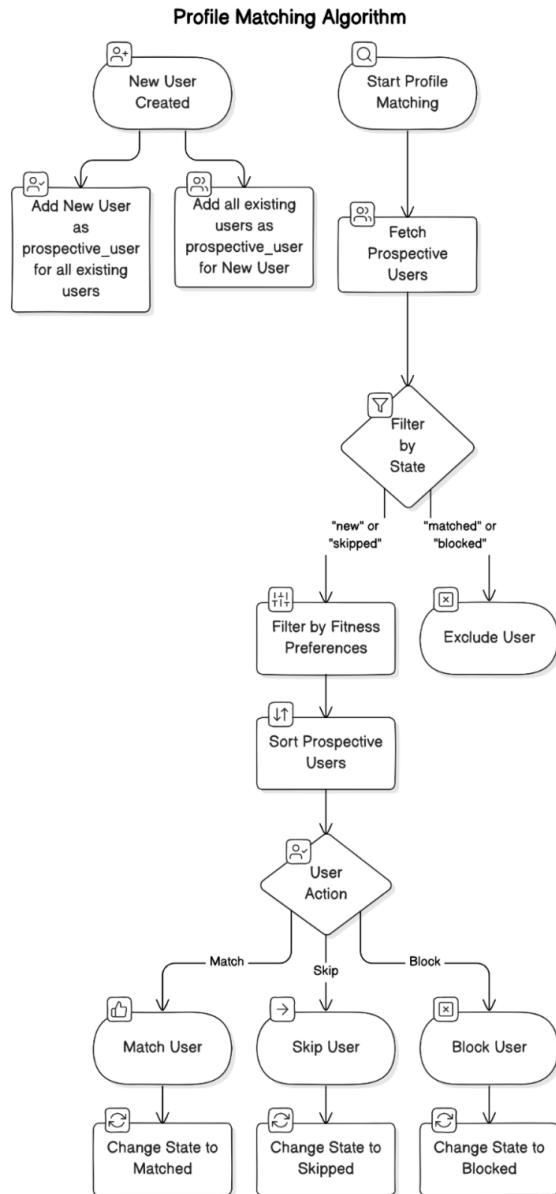 Profile Matching Algorithm
New User
Created
Start Profile
Matching
Add New User
as
prospective_user
for all existing
users
Add all existing
users as
prospective_user
for New User
Fetch
Prospective
Users
Filter
by
State
"new" or
"skipped"
"matched" or
"blocked"
Filter by Fitness
Preferences
Exclude User
Sort Prospective
Users
User
Action
Match
Skip
Block
Match User
Skip User
Block User
Change State to
Matched
Change State to
Skipped
Change State to
Blocked